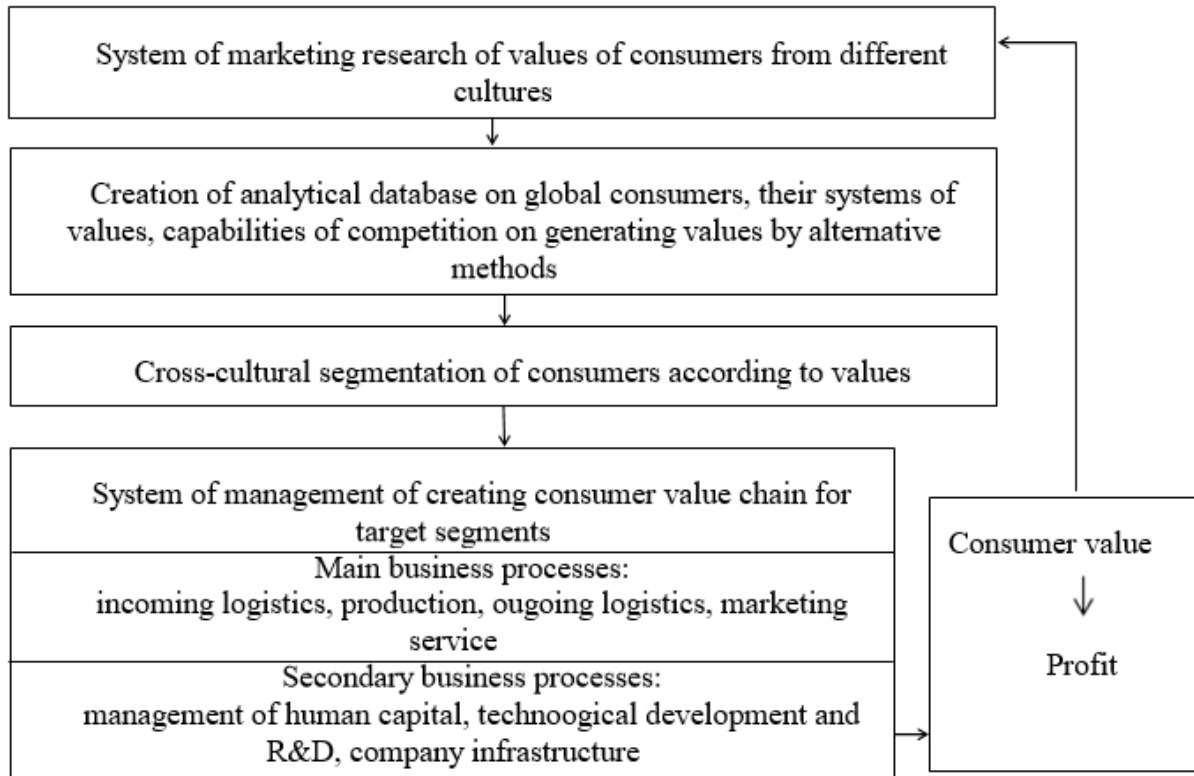 System of marketing research of values of consumers from different
cultures
Creation of analytical database on global consumers, their systems of
values, capabilities of competition on generating values by alternative
methods
Cross-cultural segmentation of consumers according to values
System of management of creating consumer value chain for
target segments
Main business processes:
incoming logistics, production, ougoing logistics, marketing
service
Secondary business processes:
management of human capital, technoogical development and
R&D, company infrastructure
Consumer value
Profit